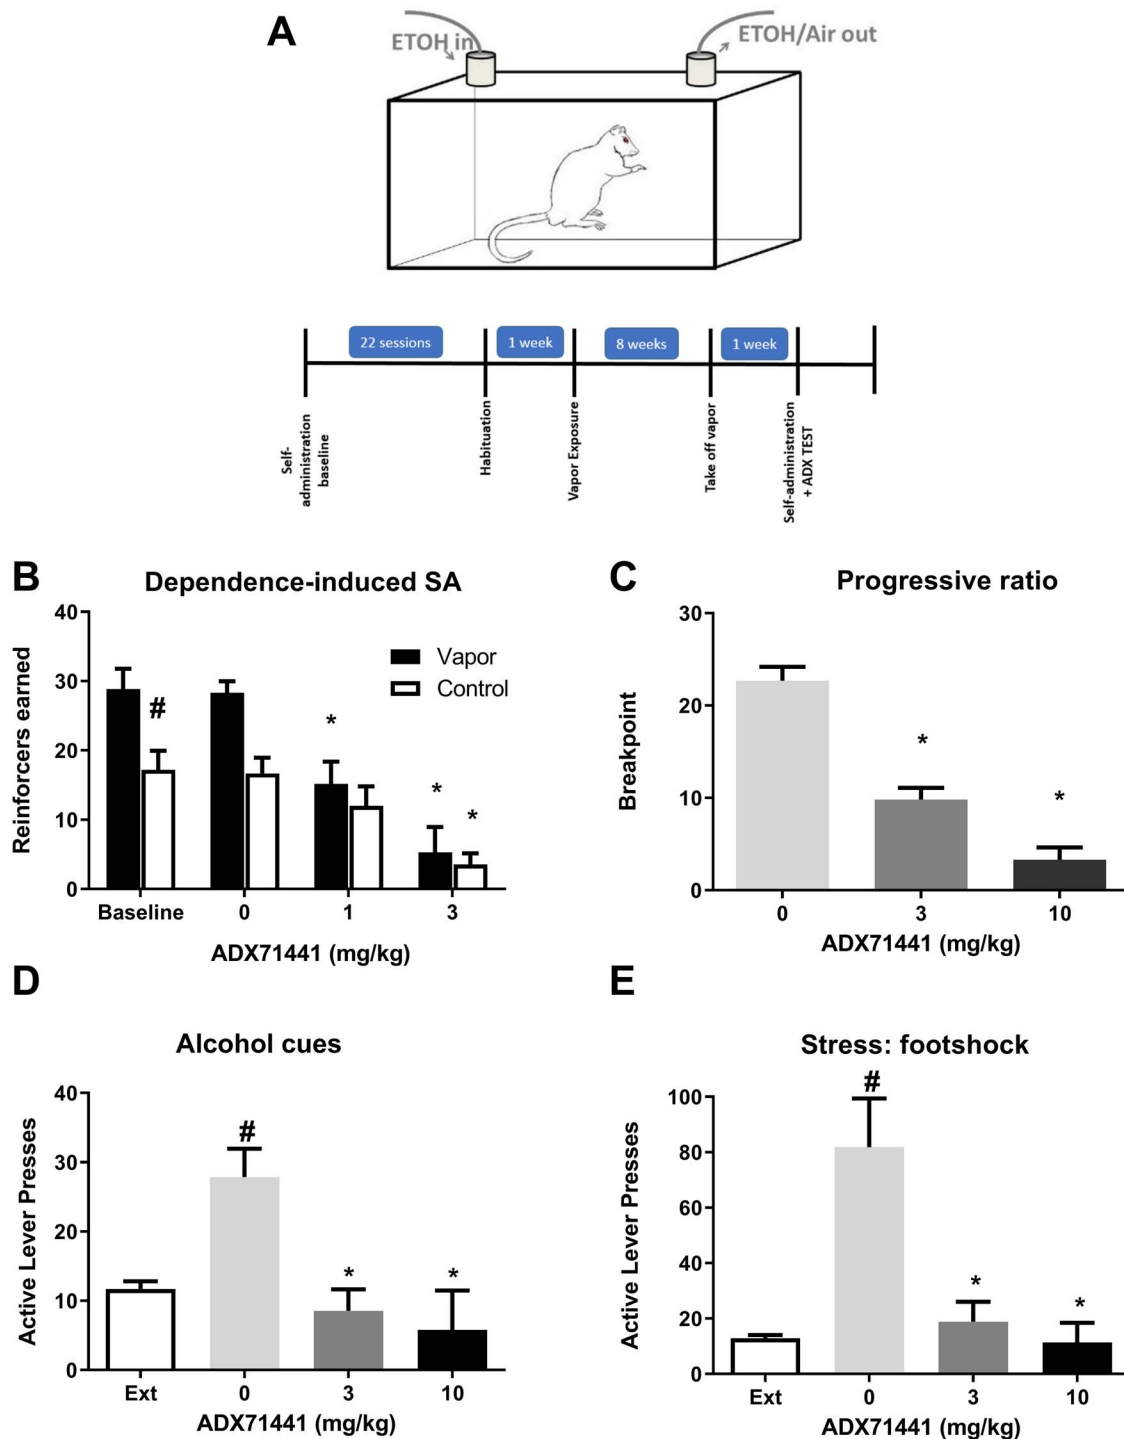 A
ETOH in
ETOH/Air out
22 sessions
1 week
8 weeks
1 week
Self-
administration
baseline
Habituation
Vapor Exposure
Take off vapor
Self-administration
+ ADX TEST
B
Dependence-induced SA
Reinforcers earned
40
30
20
10
0
Vapor
Control
#
*
*
*
Baseline
0
1
3
ADX71441 (mg/kg)
C
Progressive ratio
Breakpoint
30
20
10
0
*
*
0
3
10
ADX71441 (mg/kg)
D
Alcohol cues
Active Lever Presses
40
30
20
10
0
#
*
*
Ext
0
3
10
ADX71441 (mg/kg)
E
Stress: footshock
Active Lever Presses
100
80
60
40
20
0
#
*
*
Ext
0
3
10
ADX71441 (mg/kg)